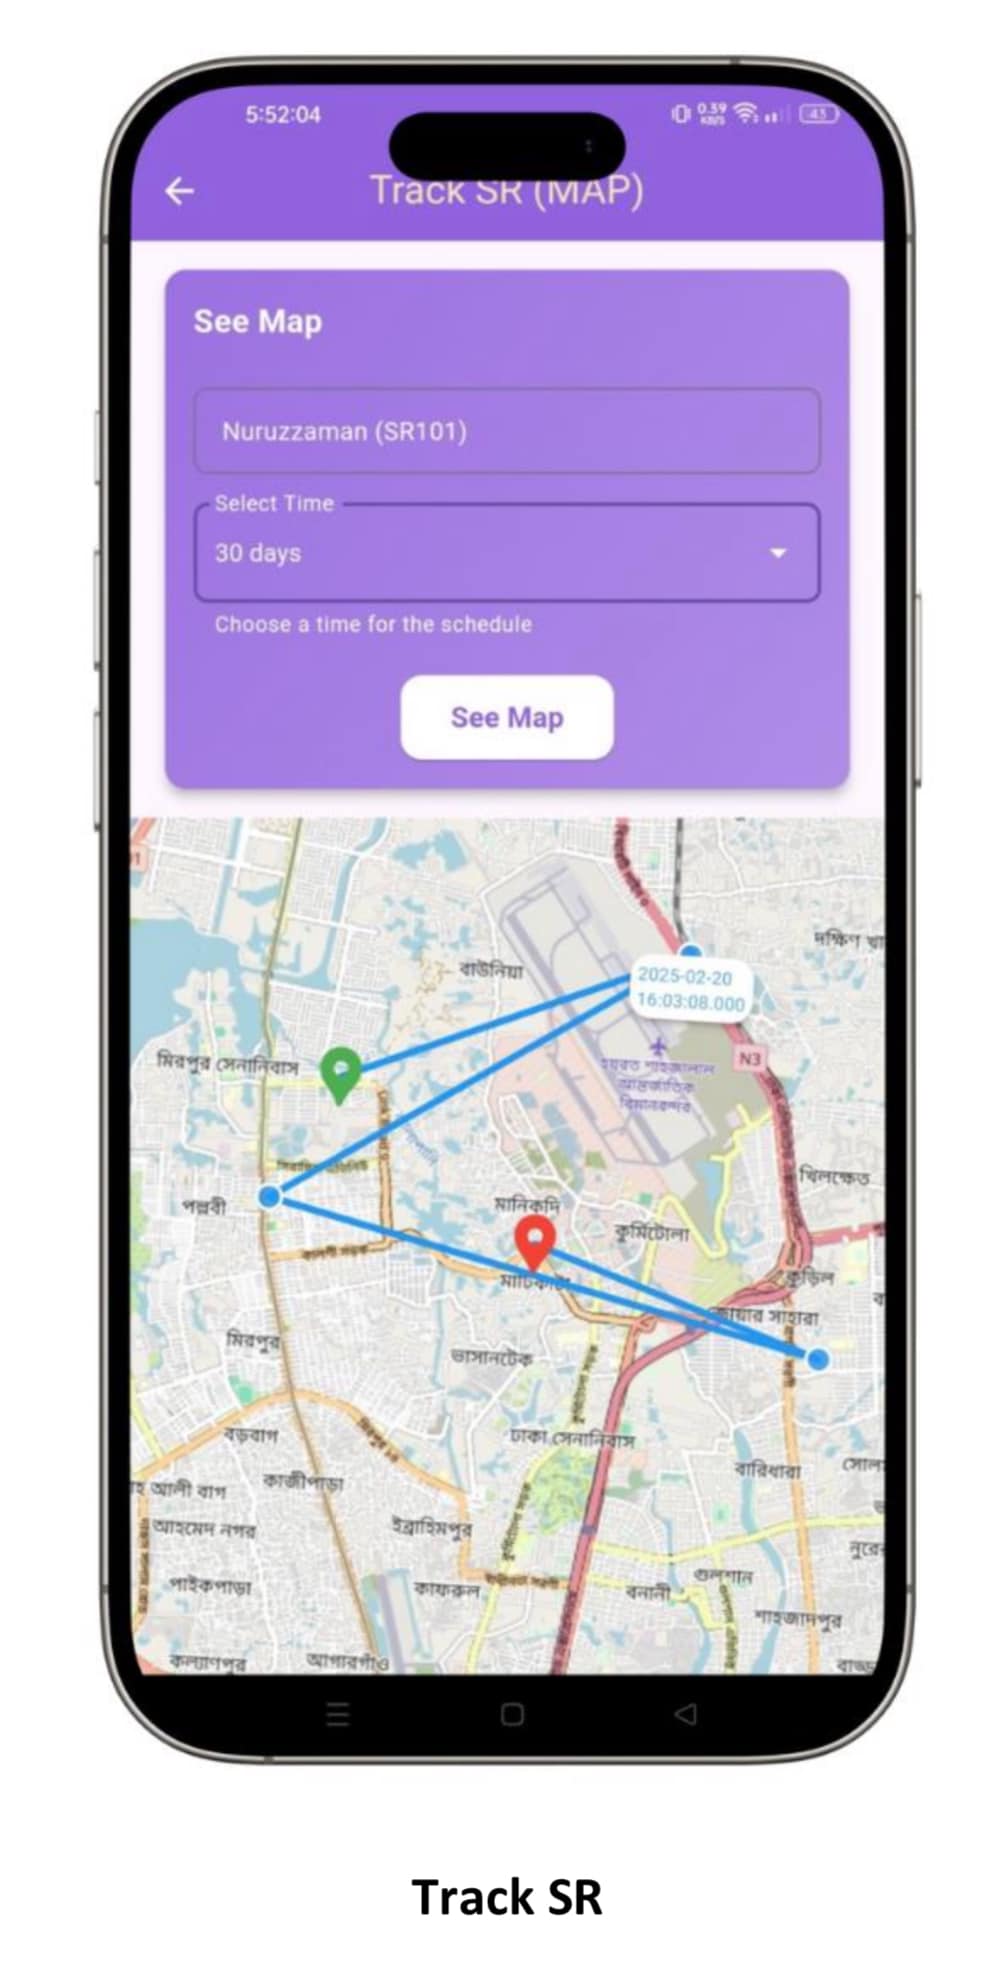 5:52:04
0.39
KB/S
43
Track SR (MAP)
See Map
Nuruzzaman (SR101)
Select Time
30 days
Choose a time for the schedule
See Map
দক্ষিণ খা
বাউনিয়া
2025-02-20
16:03:08.000
মিরপুর সেনানিবাস
N3
হযরত শাহজালাল
আন্তর্জাতিক
বিমানবন্দর
খিলক্ষেত
পল্লবী
মানিকদি
কুর্মিটোলা
কালশী সড়ক
মাটিকাটা
কুড়িল
জোয়ার সাহারা
মিরপুর
ভাসানটেক
ঢাকা সেনানিবাস
বড়বাগ
বারিধারা
কাজীপাড়া
হ আলী বাগ
আহমেদ নগর
ইব্রাহিমপুর
পাইকপাড়া
কাফরুল
বনানী
গুলশান
শাহজাদপুর
কল্যাণপুর
আগারগাঁও
Track SR